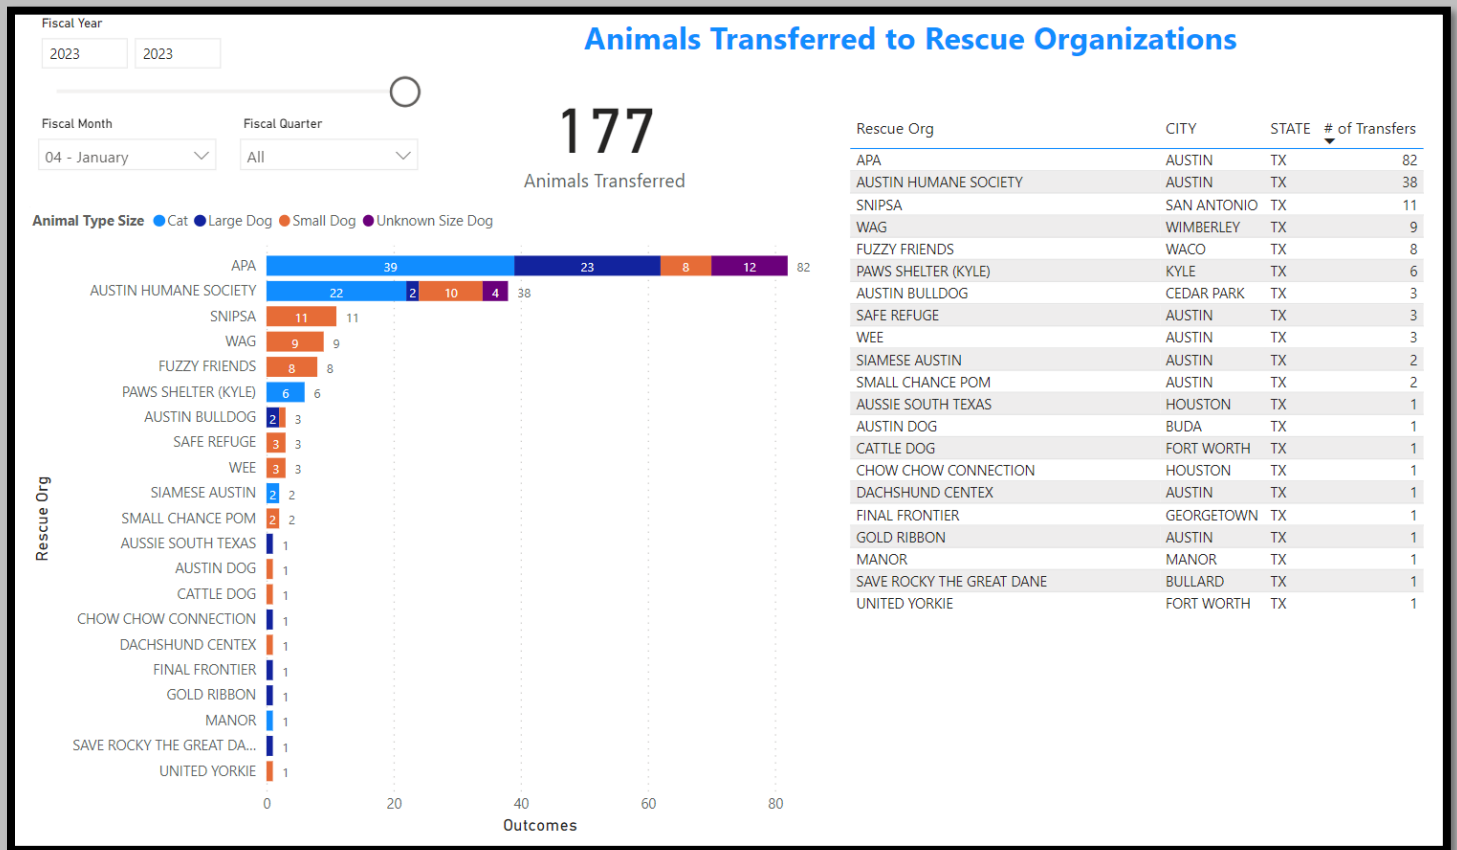 Fiscal Year
2023 2023
Animals Transferred to Rescue Organizations
Fiscal Month Fiscal Quarter
04 - January All
177
Animals Transferred
Animal Type Size Cat Large Dog Small Dog Unknown Size Dog
APA 39 23 8 12 82
AUSTIN HUMANE SOCIETY 22 2 10 4 38
SNIPSA 11 11
WAG 9 9
FUZZY FRIENDS 8 8
PAWS SHELTER (KYLE) 6 6
AUSTIN BULLDOG 2 3
SAFE REFUGE 3 3
WEE 3 3
SIAMESE AUSTIN 2 2
SMALL CHANCE POM 2 2
AUSSIE SOUTH TEXAS 1
AUSTIN DOG 1
CATTLE DOG 1
CHOW CHOW CONNECTION 1
DACHSHUND CENTEX 1
FINAL FRONTIER 1
GOLD RIBBON 1
MANOR 1
SAVE ROCKY THE GREAT DA... 1
UNITED YORKIE 1
Rescue Org
0 20 40 60 80
Outcomes
Rescue Org CITY STATE # of Transfers
APA AUSTIN TX 82
AUSTIN HUMANE SOCIETY AUSTIN TX 38
SNIPSA SAN ANTONIO TX 11
WAG WIMBERLEY TX 9
FUZZY FRIENDS WACO TX 8
PAWS SHELTER (KYLE) KYLE TX 6
AUSTIN BULLDOG CEDAR PARK TX 3
SAFE REFUGE AUSTIN TX 3
WEE AUSTIN TX 3
SIAMESE AUSTIN AUSTIN TX 2
SMALL CHANCE POM AUSTIN TX 2
AUSSIE SOUTH TEXAS HOUSTON TX 1
AUSTIN DOG BUDA TX 1
CATTLE DOG FORT WORTH TX 1
CHOW CHOW CONNECTION HOUSTON TX 1
DACHSHUND CENTEX AUSTIN TX 1
FINAL FRONTIER GEORGETOWN TX 1
GOLD RIBBON AUSTIN TX 1
MANOR MANOR TX 1
SAVE ROCKY THE GREAT DANE BULLARD TX 1
UNITED YORKIE FORT WORTH TX 1